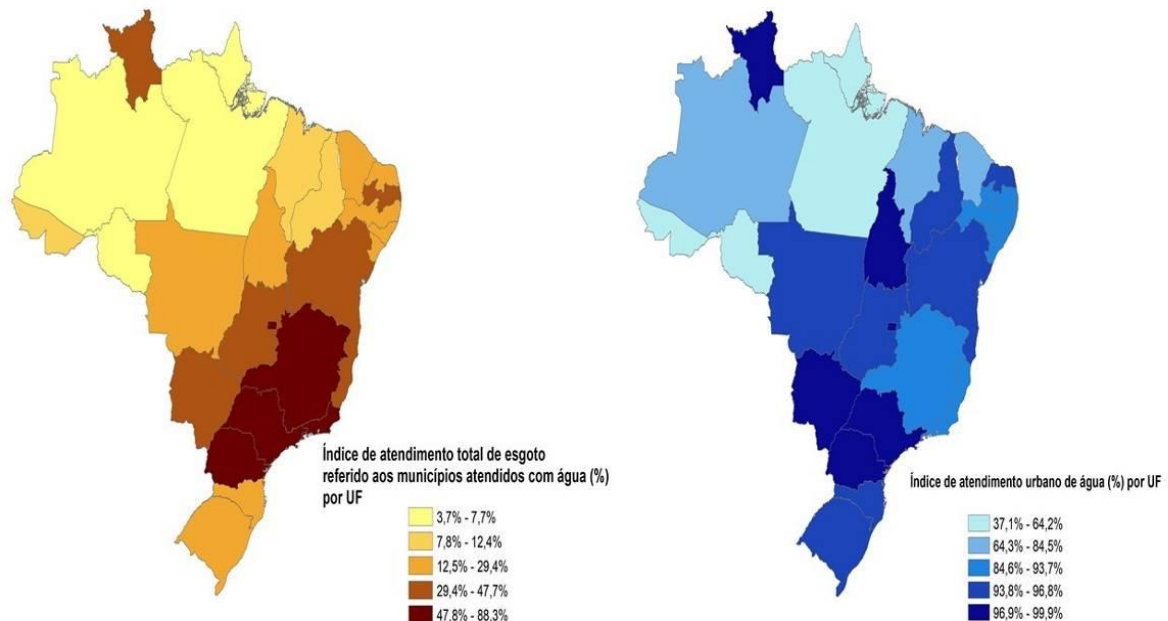 Índice de atendimento total de esgoto
referido aos municípios atendidos com água (%)
por UF
3,7% - 7,7%
7,8% - 12,4%
12,5% - 29,4%
29,4% - 47,7%
47,8% - 88,3%
Índice de atendimento urbano de água (%) por UF
37,1% - 64,2%
64,3% - 84,5%
84,6% - 93,7%
93,8% - 96,8%
96,9% - 99,9%